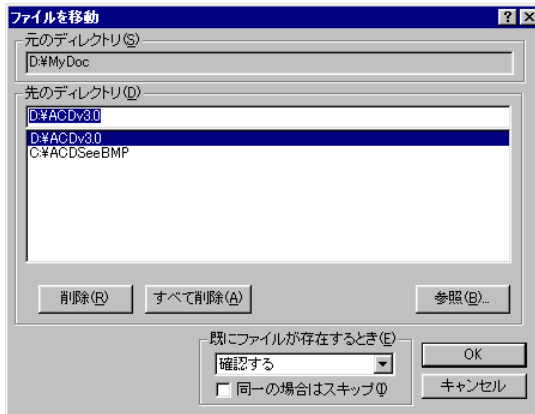 ファイルを移動
元のディレクトリ(S)
D:¥MyDoc
先のディレクトリ(D)
D:¥ACDv3.0
D:¥ACDv3.0
C:¥ACDSeeBMP
削除(R) すべて削除(A) 参照(B)...
既にファイルが存在するとき(E)
確認する
同一の場合はスキップ(I)
OK
キャンセル